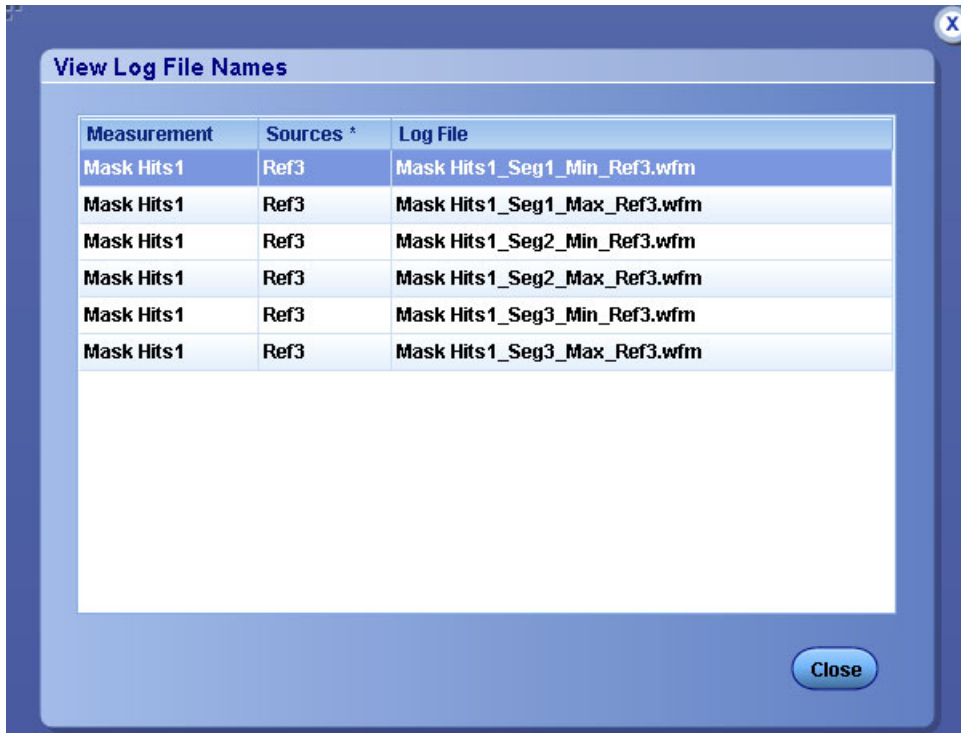 X
View Log File Names
Measurement Sources * Log File
Mask Hits1 Ref3 Mask Hits1_Seg1_Min_Ref3.wfm
Mask Hits1 Ref3 Mask Hits1_Seg1_Max_Ref3.wfm
Mask Hits1 Ref3 Mask Hits1_Seg2_Min_Ref3.wfm
Mask Hits1 Ref3 Mask Hits1_Seg2_Max_Ref3.wfm
Mask Hits1 Ref3 Mask Hits1_Seg3_Min_Ref3.wfm
Mask Hits1 Ref3 Mask Hits1_Seg3_Max_Ref3.wfm
Close